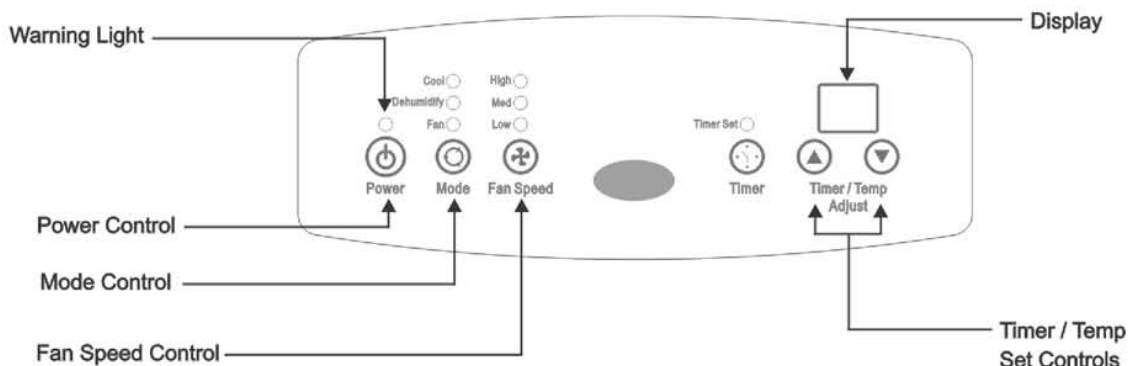 Warning Light
Display
Cool
High
Dehumidify
Med
Fan
Low
Timer Set
Power
Mode
Fan Speed
Timer
Timer / Temp
Adjust
Power Control
Mode Control
Fan Speed Control
Timer / Temp
Set Controls